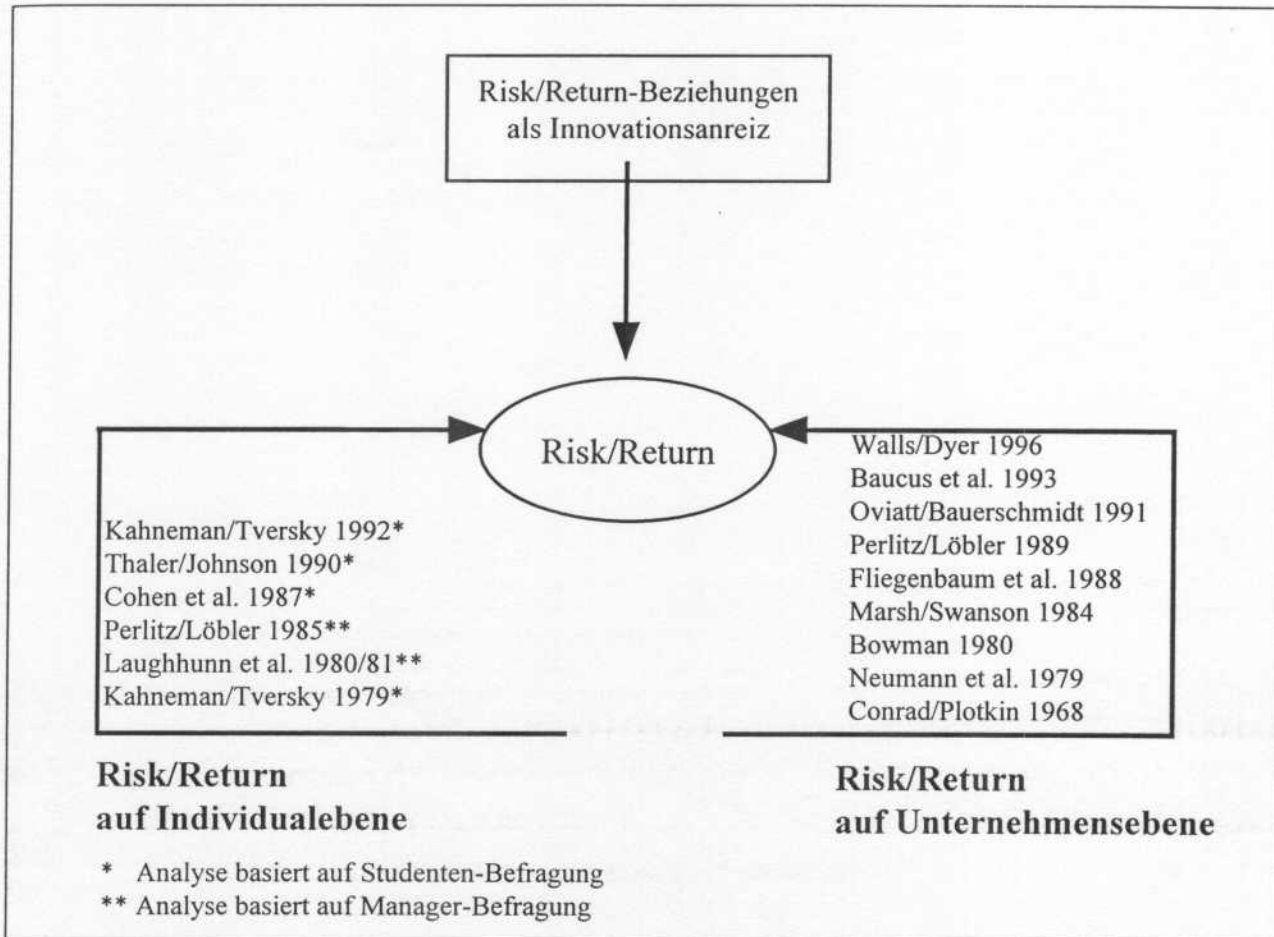 Risk/Return-Beziehungen
als Innovationsanreiz
Risk/Return
Kahneman/Tversky 1992*
Thaler/Johnson 1990*
Cohen et al. 1987*
Perlitz/Löbler 1985**
Laughhunn et al. 1980/81**
Kahneman/Tversky 1979*
Walls/Dyer 1996
Baucus et al. 1993
Oviatt/Bauerschmidt 1991
Perlitz/Löbler 1989
Fliegenbaum et al. 1988
Marsh/Swanson 1984
Bowman 1980
Neumann et al. 1979
Conrad/Plotkin 1968
Risk/Return
auf Individualebene
Risk/Return
auf Unternehmensebene
* Analyse basiert auf Studenten-Befragung
** Analyse basiert auf Manager-Befragung